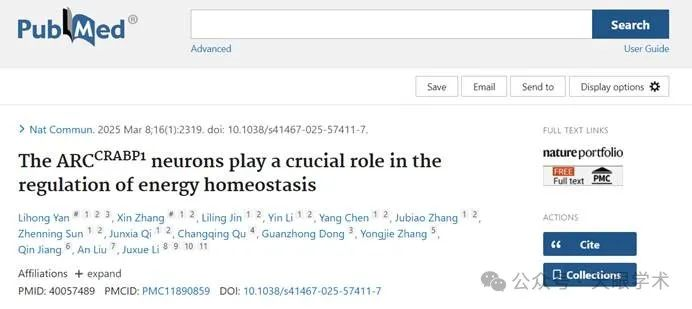 PubMed®
Search
Advanced
User Guide
Save
Email
Send to
Display options
> Nat Commun. 2025 Mar 8;16(1):2319. doi: 10.1038/s41467-025-57411-7.
The ARCCRABP1 neurons play a crucial role in the
regulation of energy homeostasis
Lihong Yan # 1 2 3, Xin Zhang # 1 2, Liling Jin 1 2, Yin Li 1 2, Yang Chen 1 2, Jubiao Zhang 1 2,
Zhenning Sun 1 2, Junxia Qi 1 2, Changqing Qu 4, Guanzhong Dong 3, Yongjie Zhang 5,
Qin Jiang 6, An Liu 7, Juxue Li 8 9 10 11
Affiliations + expand
PMID: 40057489 PMCID: PMC11890859 DOI: 10.1038/s41467-025-57411-7
FULL TEXT LINKS
natureportfolio
FREE
Full text PMC
ACTIONS
Cite
Collections
公众号 · 天眼学术